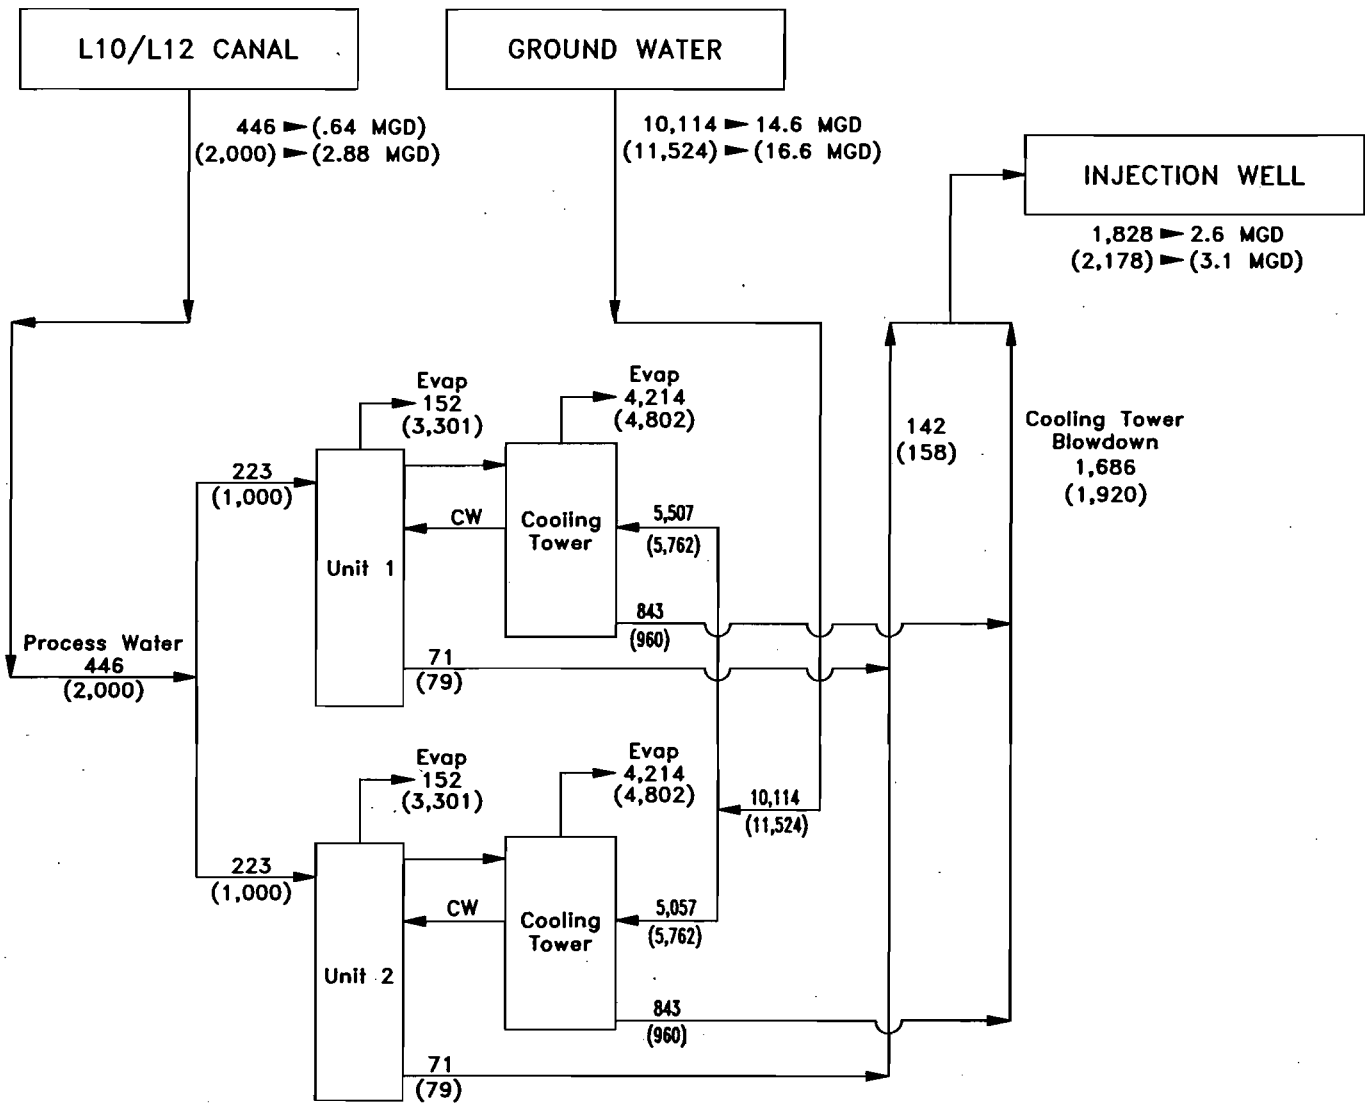 L10/L12 CANAL
446 ► (.64 MGD)
(2,000) ► (2.88 MGD)
GROUND WATER
10,114 ► 14.6 MGD
(11,524) ► (16.6 MGD)
INJECTION WELL
1,828 ► 2.6 MGD
(2,178) ► (3.1 MGD)
Process Water
446
(2,000)
223
(1,000)
Unit 1
Evap
152
(3,301)
CW
Cooling
Tower
Evap
4,214
(4,802)
5,507
(5,762)
843
(960)
71
(79)
142
(158)
Cooling Tower
Blowdown
1,686
(1,920)
223
(1,000)
Unit 2
Evap
152
(3,301)
CW
Cooling
Tower
Evap
4,214
(4,802)
10,114
(11,524)
5,057
(5,762)
843
(960)
71
(79)